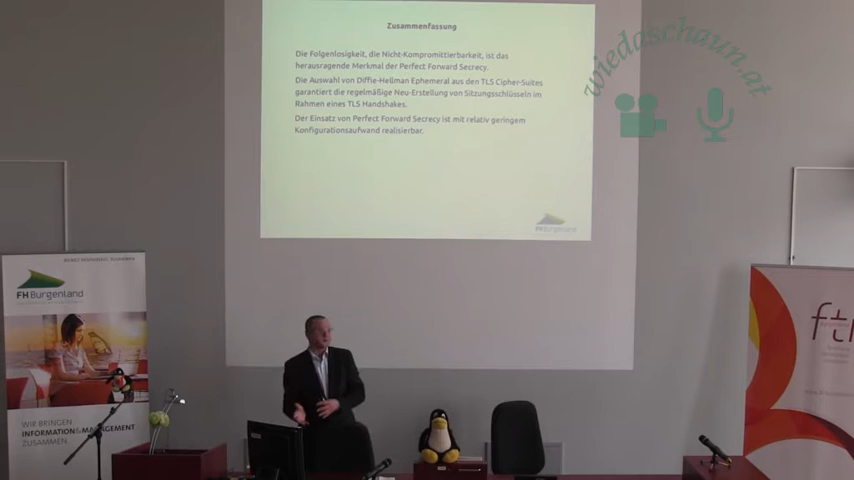 Zusammenfassung
Die Folgenlosigkeit, die Nicht-Kompromittierbarkeit, ist das
herausragende Merkmal der Perfect Forward Secrecy.
Die Auswahl von Diffie-Hellman Ephemeral aus den TLS Cipher-Suites
garantiert die regelmäßige Neu-Erstellung von Sitzungsschlüsseln im
Rahmen eines TLS Handshakes.
Der Einsatz von Perfect Forward Secrecy ist mit relativ geringem
Konfigurationsaufwand realisierbar.
FH Burgenland
wiedaschaun.at
FH Burgenland
WIR BRINGEN
INFORMATION&MANAGEMENT
ZUSAMMEN.